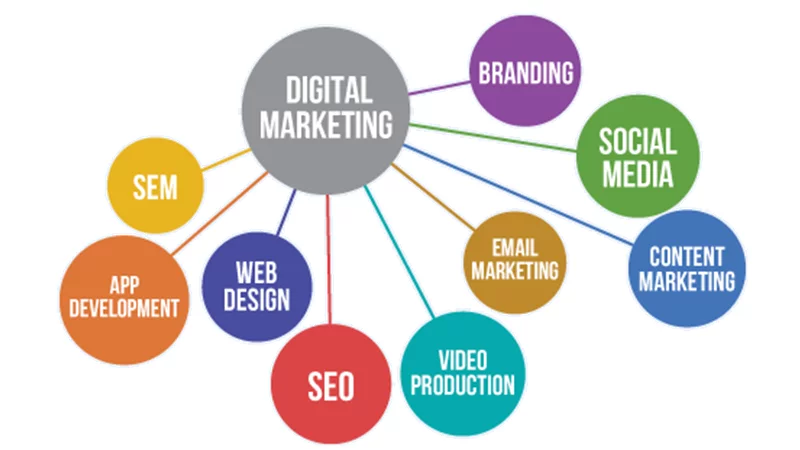 DIGITAL
MARKETING
BRANDING
SOCIAL
MEDIA
SEM
CONTENT
MARKETING
EMAIL
MARKETING
WEB
DESIGN
APP
DEVELOPMENT
VIDEO
PRODUCTION
SEO